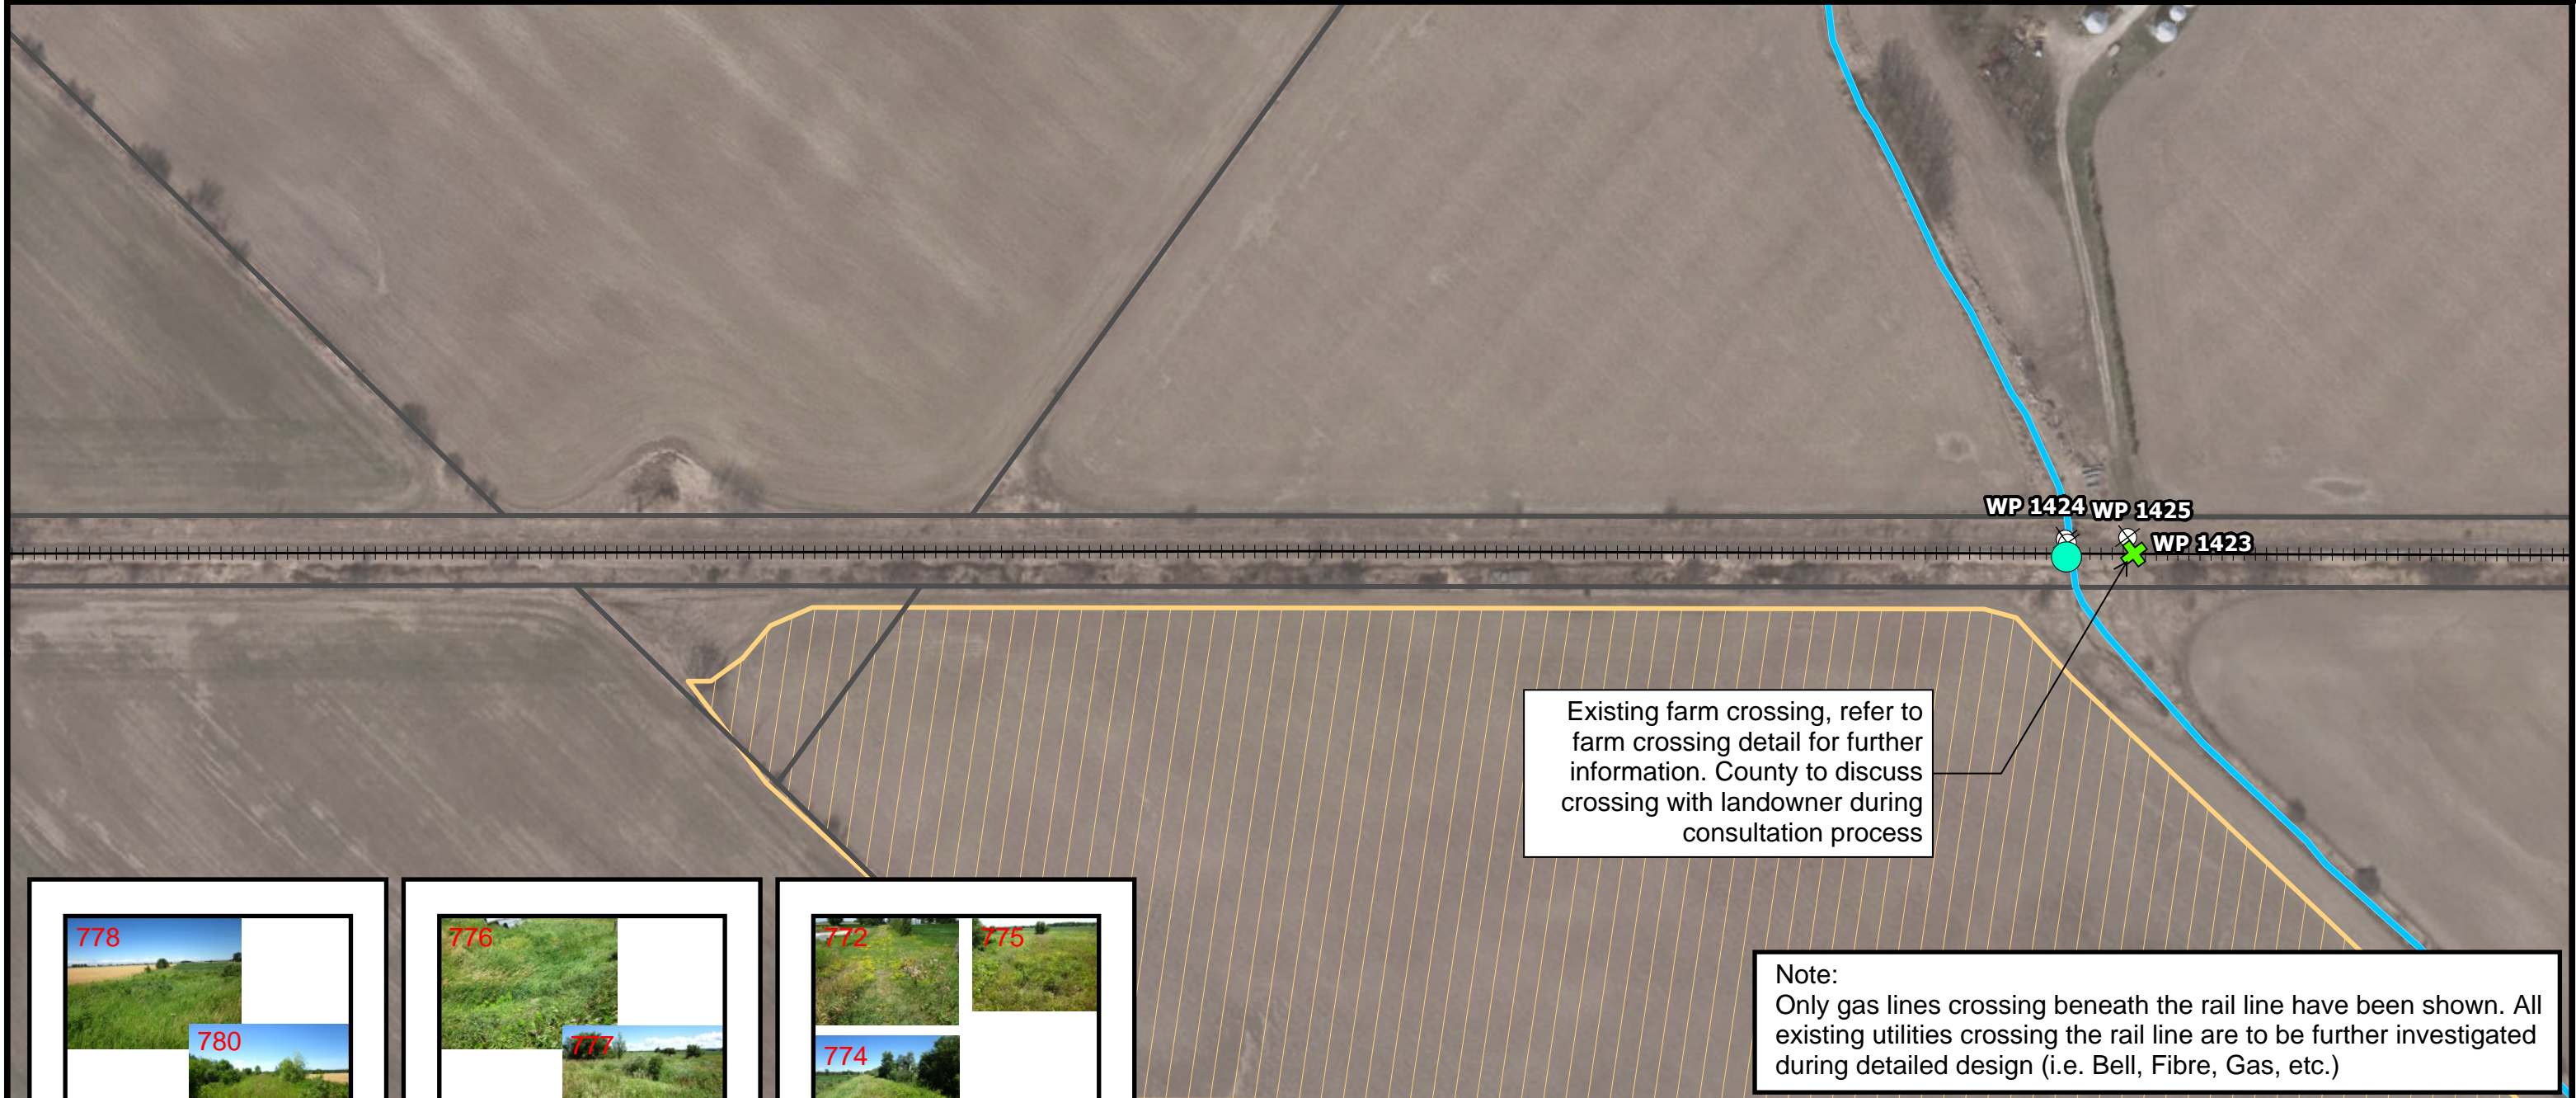 WP 1424 WP 1425
WP 1423
Existing farm crossing, refer to
farm crossing detail for further
information. County to discuss
crossing with landowner during
consultation process
778
780
776
777
772
775
774
Note:
Only gas lines crossing beneath the rail line have been shown. All
existing utilities crossing the rail line are to be further investigated
during detailed design (i.e. Bell, Fibre, Gas, etc.)